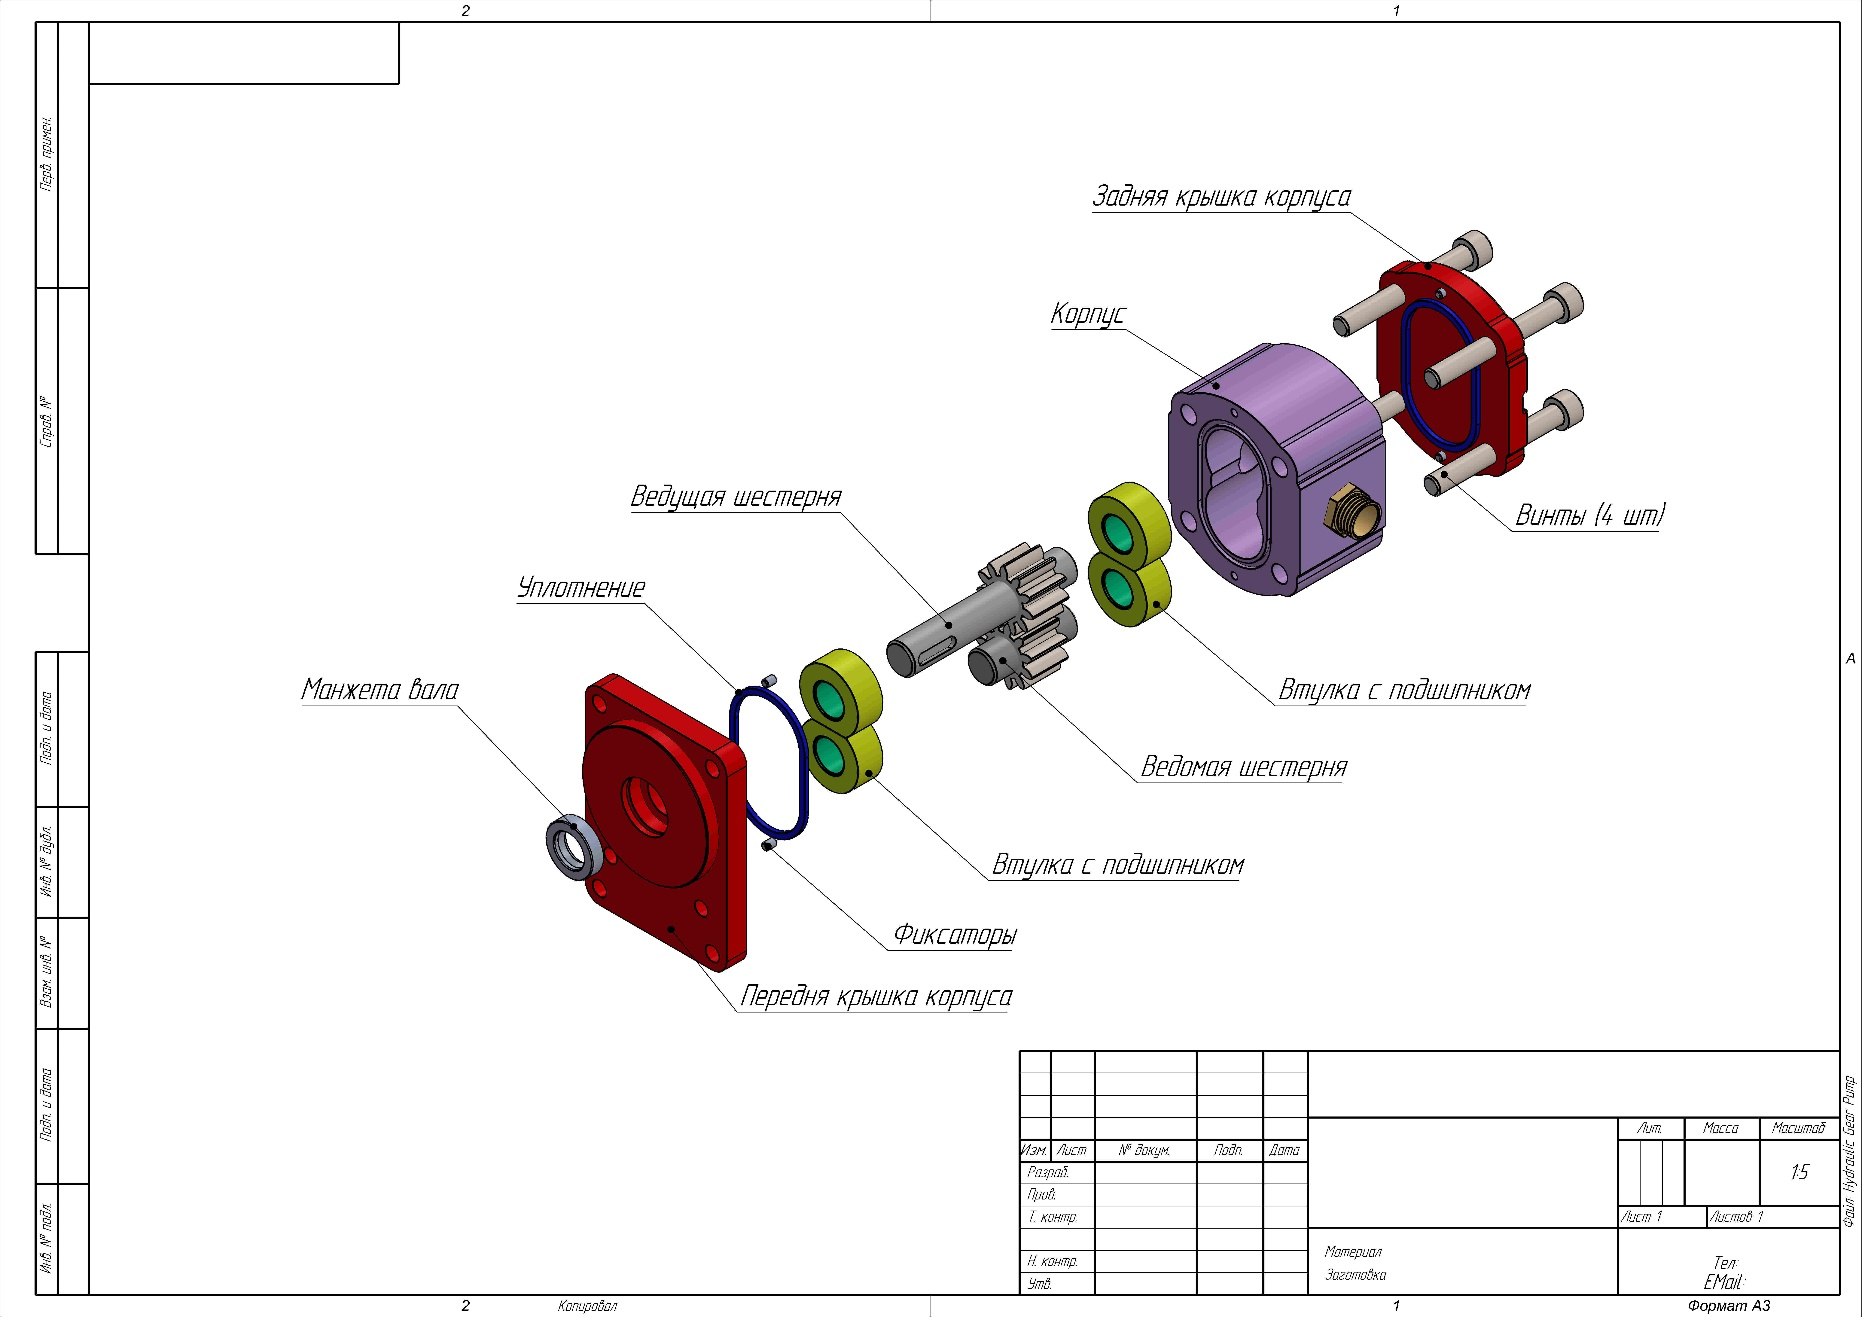 2
1
Перв. примен.
Справ. №
Подп. и дата
Инв. № дубл.
Взам. инв. №
Подп. и дата
Инв. № подл.
Задняя крышка корпуса
Корпус
Ведущая шестерня
Винты (4 шт)
Уплотнение
Манжета вала
Втулка с подшипником
Ведомая шестерня
Втулка с подшипником
Фиксаторы
Передня крышка корпуса
А
Файл Hydraulic Gear Pump
Лит. Масса Масштаб
Изм. Лист № докум. Подп. Дата
Разраб.
1:5
Пров.
Т. контр.
Лист 1 Листов 1
Н. контр.
Утв.
Материал
Заготовка
Тел:
EMail:
2 Копировал 1 Формат А3